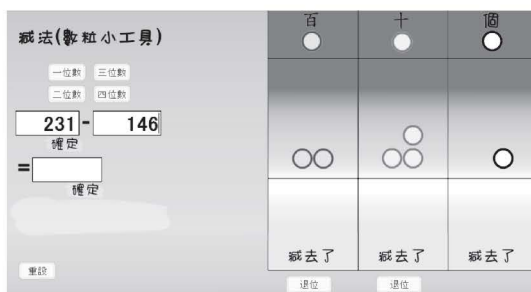 減法(數粒小工具)
一位數 三位數
二位數 四位數
231 - 146
確定
=
確定
重設
百 十 個
減去了 減去了 減去了
退位 退位